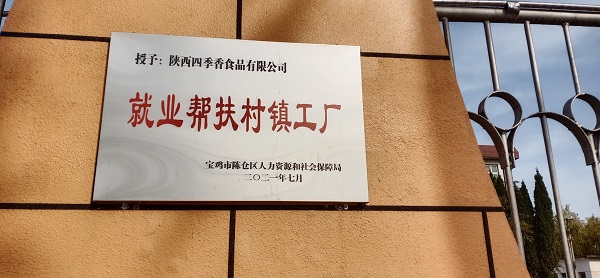 授予：陕西四季香食品有限公司
就业帮扶村镇工厂
宝鸡市陈仓区人力资源和社会保障局
二〇二一年七月